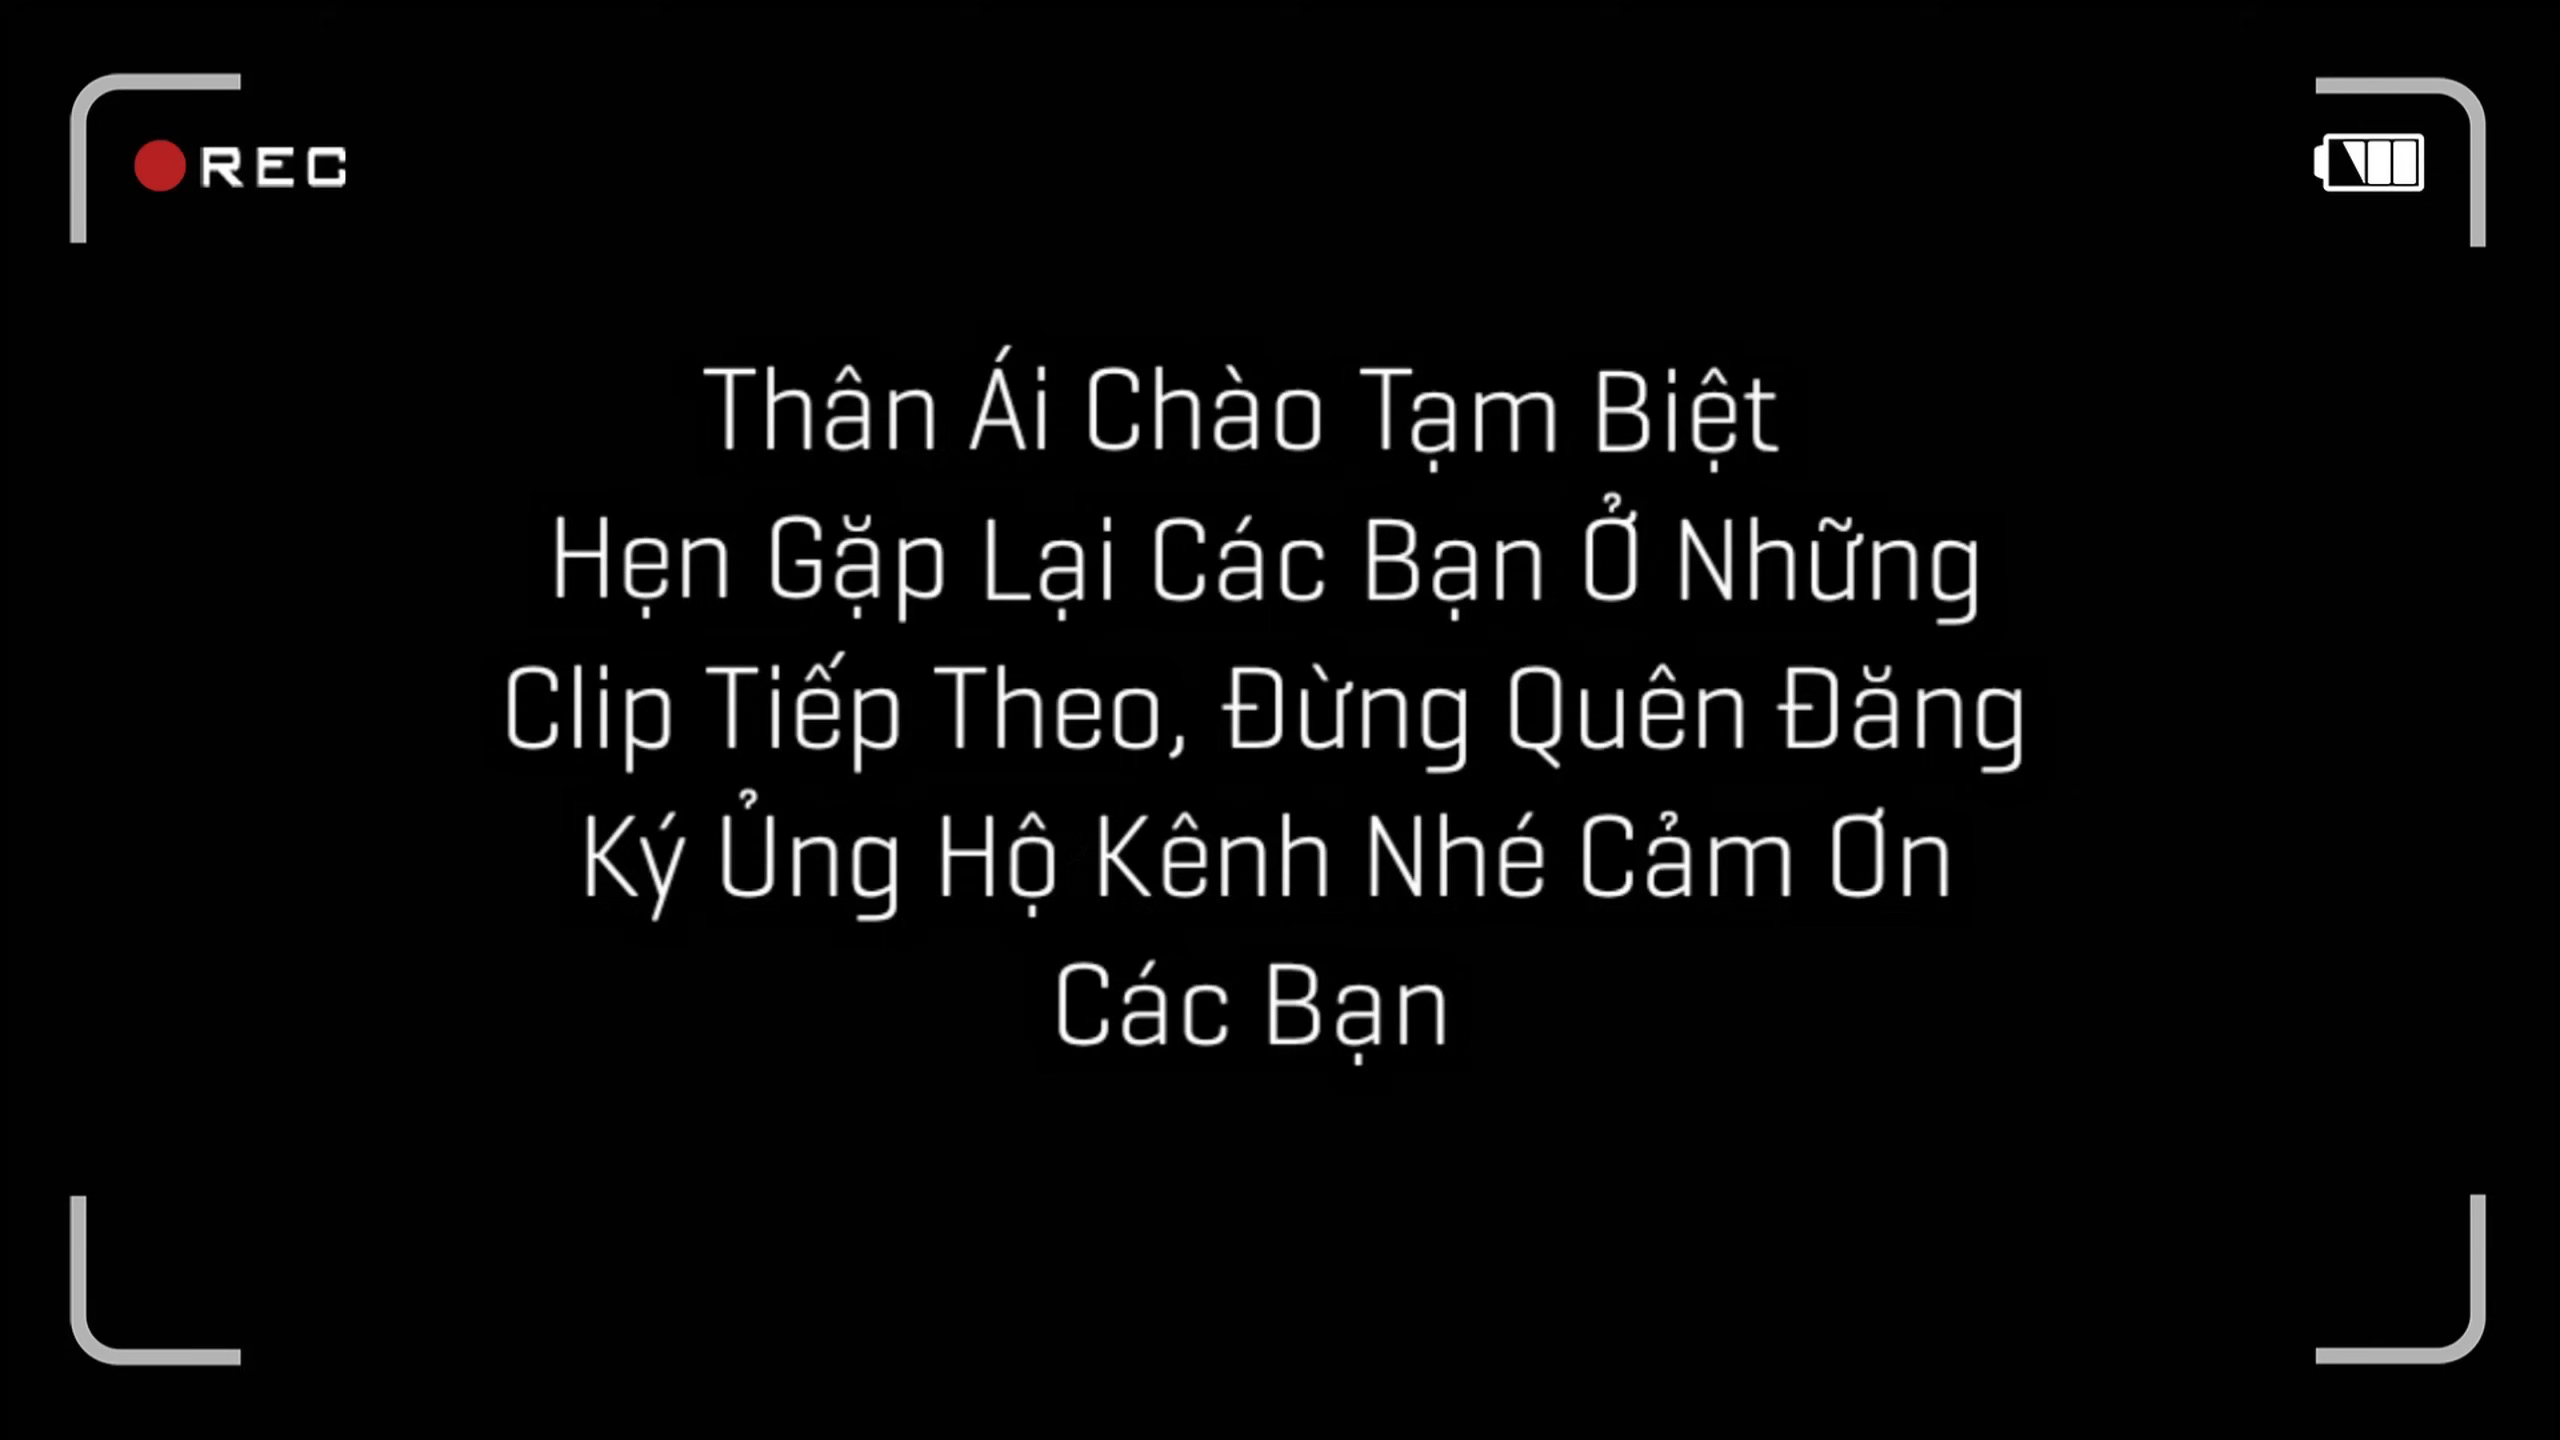 REC
Thân Ái Chào Tạm Biệt
Hẹn Gặp Lại Các Bạn Ở Những
Clip Tiếp Theo, Đừng Quên Đăng
Ký Ủng Hộ Kênh Nhé Cảm Ơn
Các Bạn